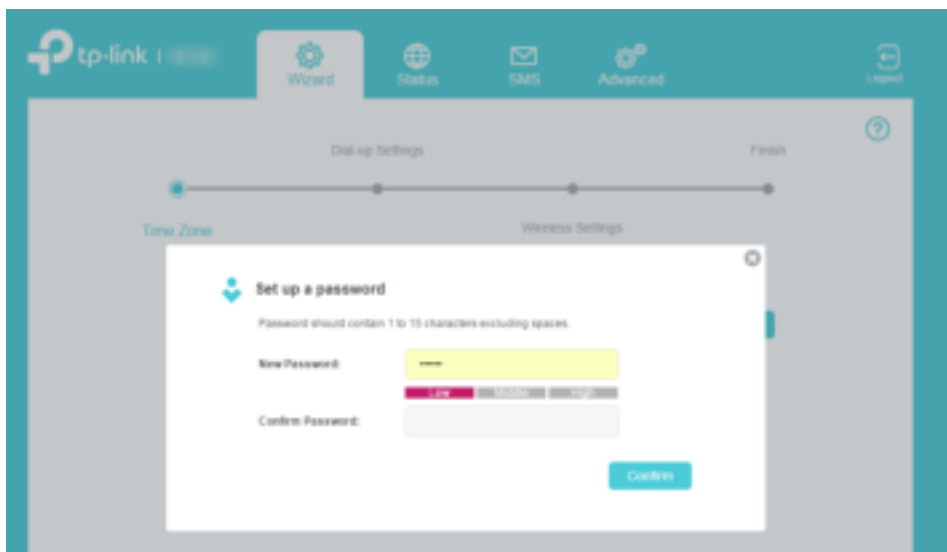 tp-link |
Wizard
Status
SMS
Advanced
Logout
Dial-up Settings
Finish
Time Zone
Wireless Settings
Set up a password
Password should contain 1 to 15 characters excluding spaces.
New Password:
Low Middle High
Confirm Password:
Confirm